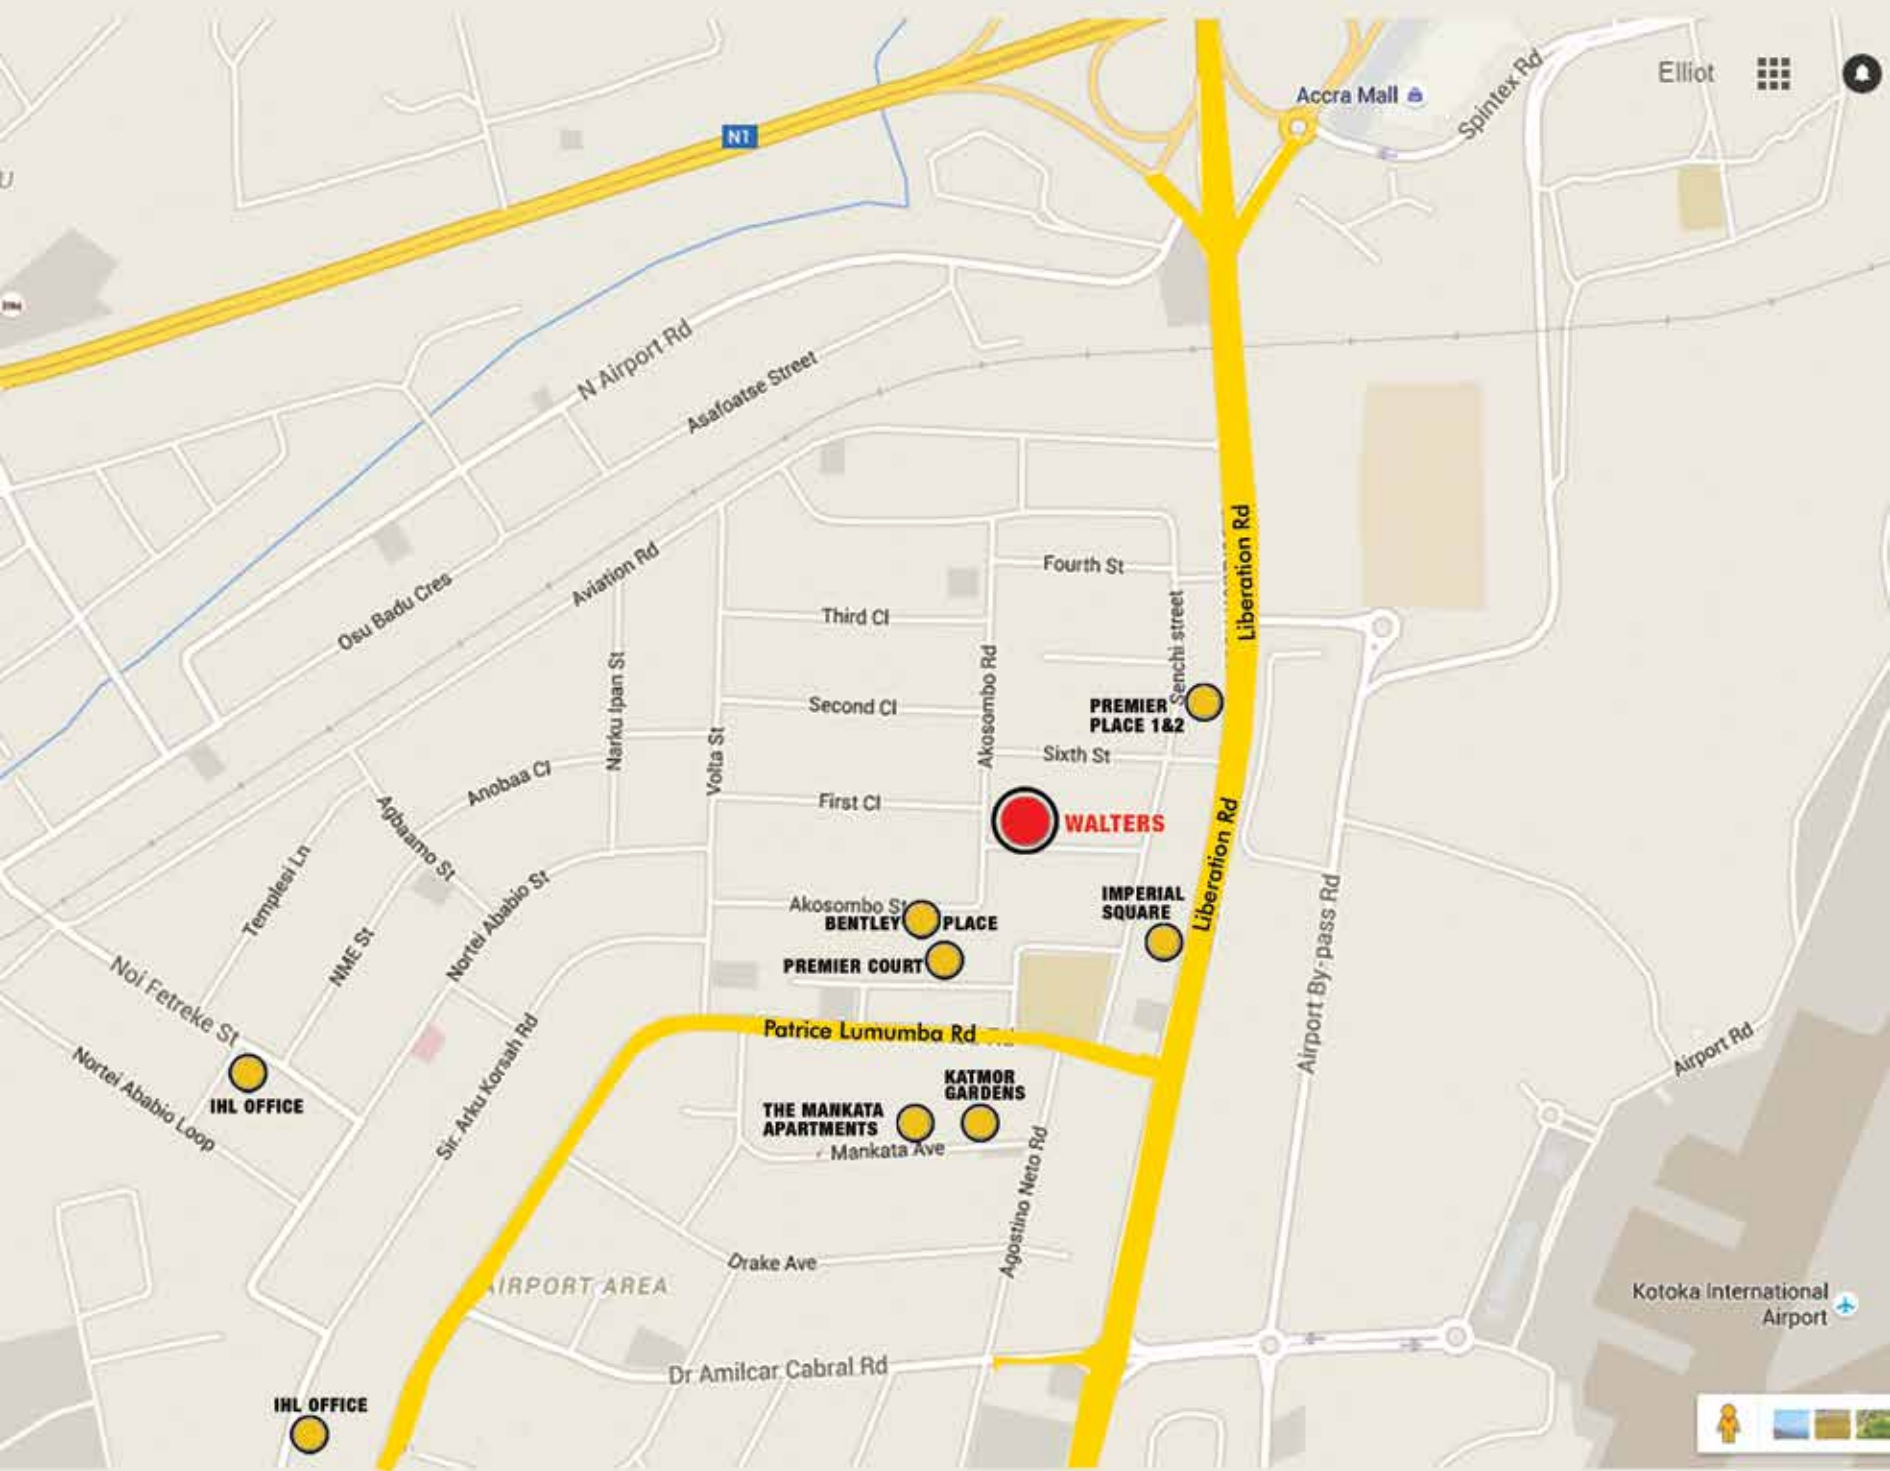 Elliot
Accra Mall
Spintex Rd
N1
U
N Airport Rd
Asafoatse Street
Liberation Rd
Aviation Rd
Osu Badu Cres
Fourth St
Third Cl
Senchi street
Narku Ipan St
Akosombo Rd
Second Cl
PREMIER
PLACE 1&2
Volta St
Sixth St
Anobaa Cl
First Cl
WALTERS
Liberation Rd
Agbaamo St
Templesi Ln
Nortei Ababio St
IMPERIAL
SQUARE
Akosombo St
BENTLEY PLACE
PREMIER COURT
NME St
Noi Fetreke St
Airport By-pass Rd
Patrice Lumumba Rd
Airport Rd
Sir. Arku Korsah Rd
Nortei Ababio Loop
IHL OFFICE
KATMOR
GARDENS
THE MANKATA
APARTMENTS
Mankata Ave
Agostino Neto Rd
Drake Ave
AIRPORT AREA
Kotoka International
Airport
Dr Amilcar Cabral Rd
IHL OFFICE